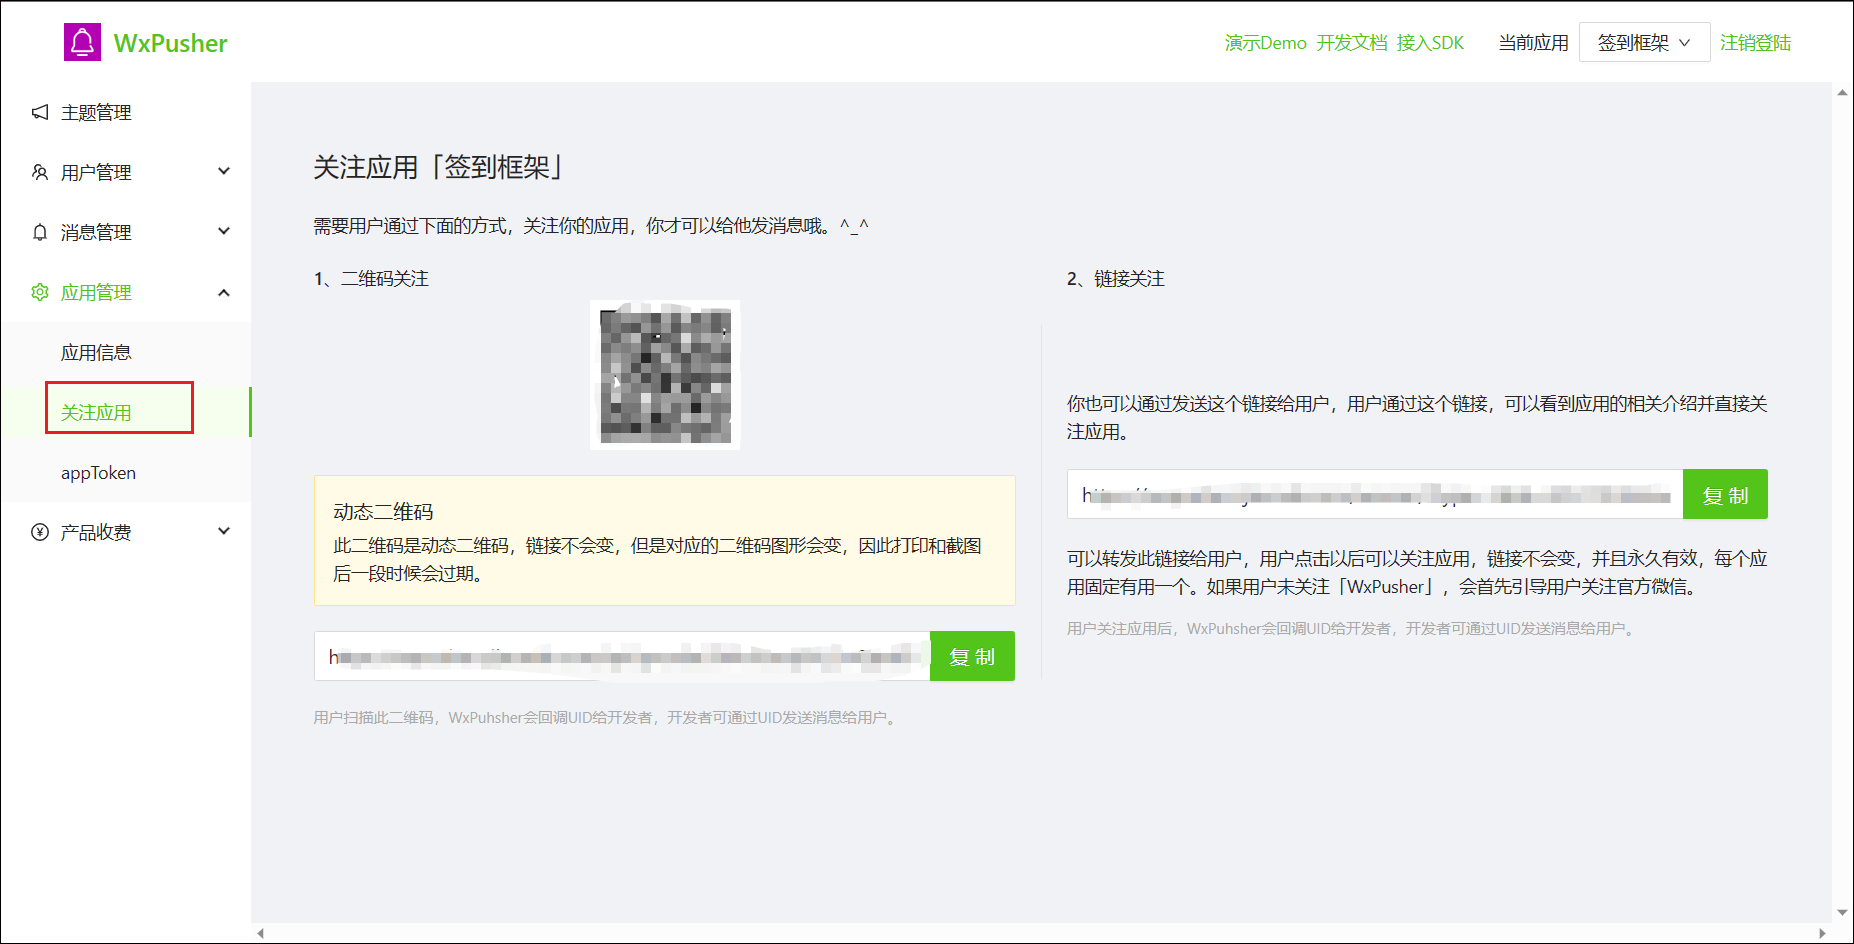 WxPusher
演示Demo 开发文档 接入SDK 当前应用 签到框架 注销登陆
主题管理
用户管理
消息管理
应用管理
应用信息
关注应用
appToken
产品收费
关注应用「签到框架」
需要用户通过下面的方式，关注你的应用，你才可以给他发消息哦。^_^
1、二维码关注
动态二维码
此二维码是动态二维码，链接不会变，但是对应的二维码图形会变，因此打印和截图
后一段时候会过期。
复 制
用户扫描此二维码，WxPuhsher会回调UID给开发者，开发者可通过UID发送消息给用户。
2、链接关注
你也可以通过发送这个链接给用户，用户通过这个链接，可以看到应用的相关介绍并直接关
注应用。
复 制
可以转发此链接给用户，用户点击以后可以关注应用，链接不会变，并且永久有效，每个应
用固定有用一个。如果用户未关注「WxPusher」，会首先引导用户关注官方微信。
用户关注应用后，WxPuhsher会回调UID给开发者，开发者可通过UID发送消息给用户。